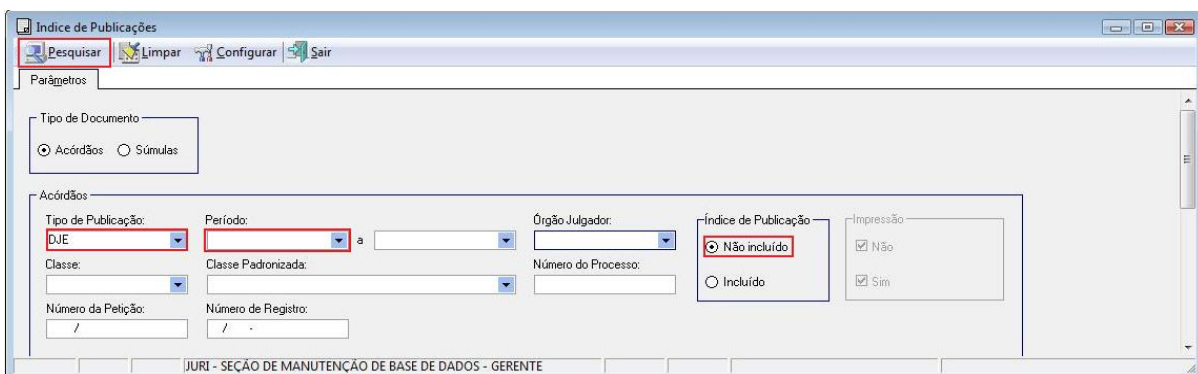 Indice de Publicações
Pesquisar Limpar Configurar Sair
Parâmetros
Tipo de Documento
Acórdãos Súmulas
Acórdãos
Tipo de Publicação: Período: Órgão Julgador: Índice de Publicação Impressão
DJE a Não incluído Não
Classe: Classe Padronizada: Número do Processo:
Incluído Sim
Número da Petição: Número de Registro:
/ / -
JURI - SEÇÃO DE MANUTENÇÃO DE BASE DE DADOS - GERENTE